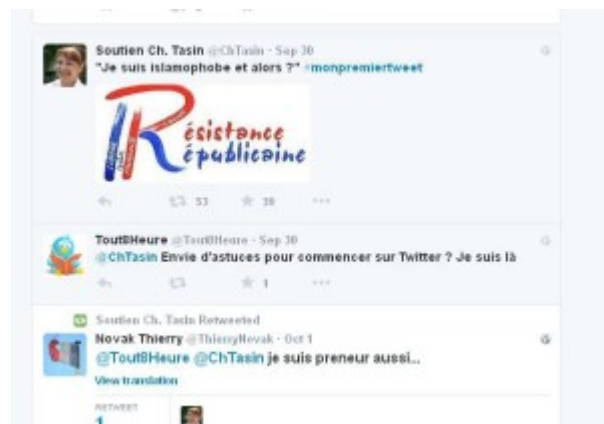 Soutien Ch. Tasin @ChTasin · Sep 30
"Je suis islamophobe et alors ?" #monpremiertweet
Résistance
Républicaine
53 39
Tout8Heure @Tout8Heure · Sep 30
@ChTasin Envie d'astuces pour commencer sur Twitter ? Je suis là
1
Soutien Ch. Tasin Retweeted
Novak Thierry @ThierryNovak · Oct 1
@Tout8Heure @ChTasin je suis preneur aussi...
View translation
RETWEET
1